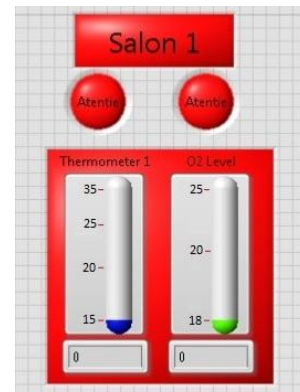 Salon 1
Atentie Atentie
Thermometer 1 O2 Level
35 25
25
20 20
15 18
0 0